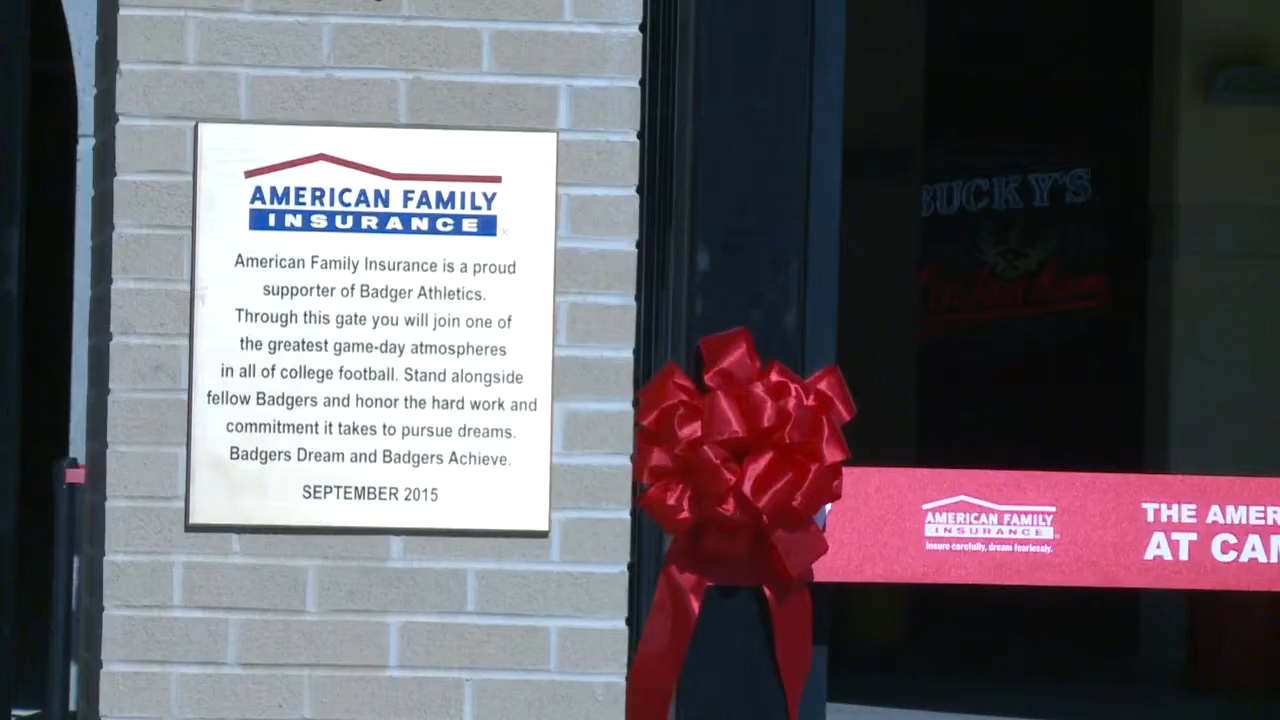 AMERICAN FAMILY
INSURANCE
American Family Insurance is a proud
supporter of Badger Athletics.
Through this gate you will join one of
the greatest game-day atmospheres
in all of college football. Stand alongside
fellow Badgers and honor the hard work and
commitment it takes to pursue dreams.
Badgers Dream and Badgers Achieve.
SEPTEMBER 2015
BUCKY'S
AMERICAN FAMILY
INSURANCE
Insure carefully, dream fearlessly.
THE AMER
AT CAM